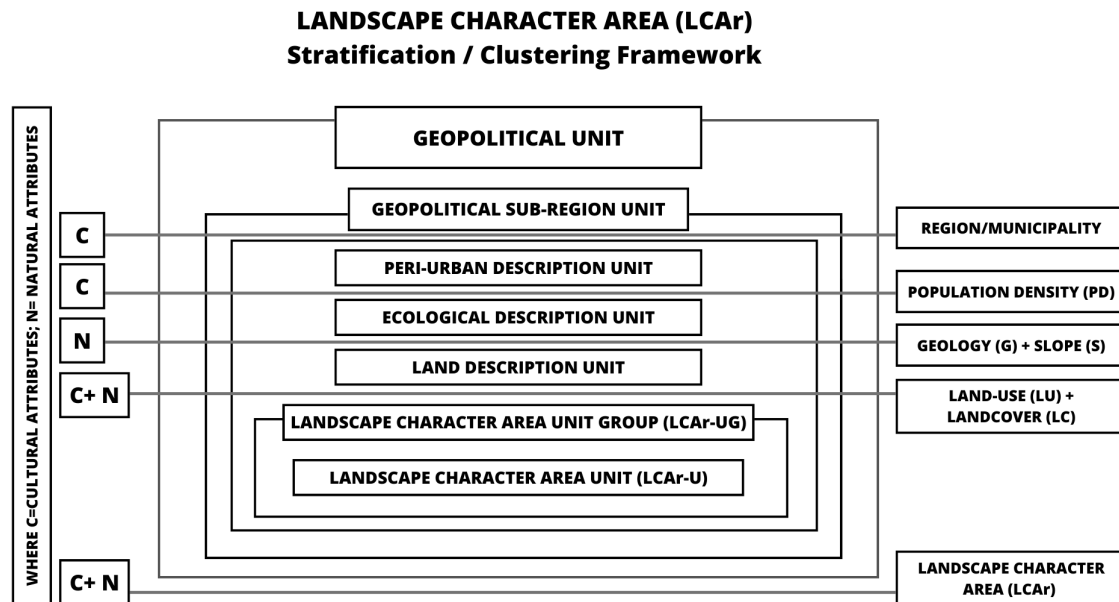 LANDSCAPE CHARACTER AREA (LCAr)
Stratification / Clustering Framework
WHERE C=CULTURAL ATTRIBUTES; N= NATURAL ATTRIBUTES
GEOPOLITICAL UNIT
GEOPOLITICAL SUB-REGION UNIT
C
REGION/MUNICIPALITY
PERI-URBAN DESCRIPTION UNIT
C
POPULATION DENSITY (PD)
ECOLOGICAL DESCRIPTION UNIT
N
GEOLOGY (G) + SLOPE (S)
LAND DESCRIPTION UNIT
C+ N
LAND-USE (LU) +
LANDCOVER (LC)
LANDSCAPE CHARACTER AREA UNIT GROUP (LCAr-UG)
LANDSCAPE CHARACTER AREA UNIT (LCAr-U)
C+ N
LANDSCAPE CHARACTER
AREA (LCAr)